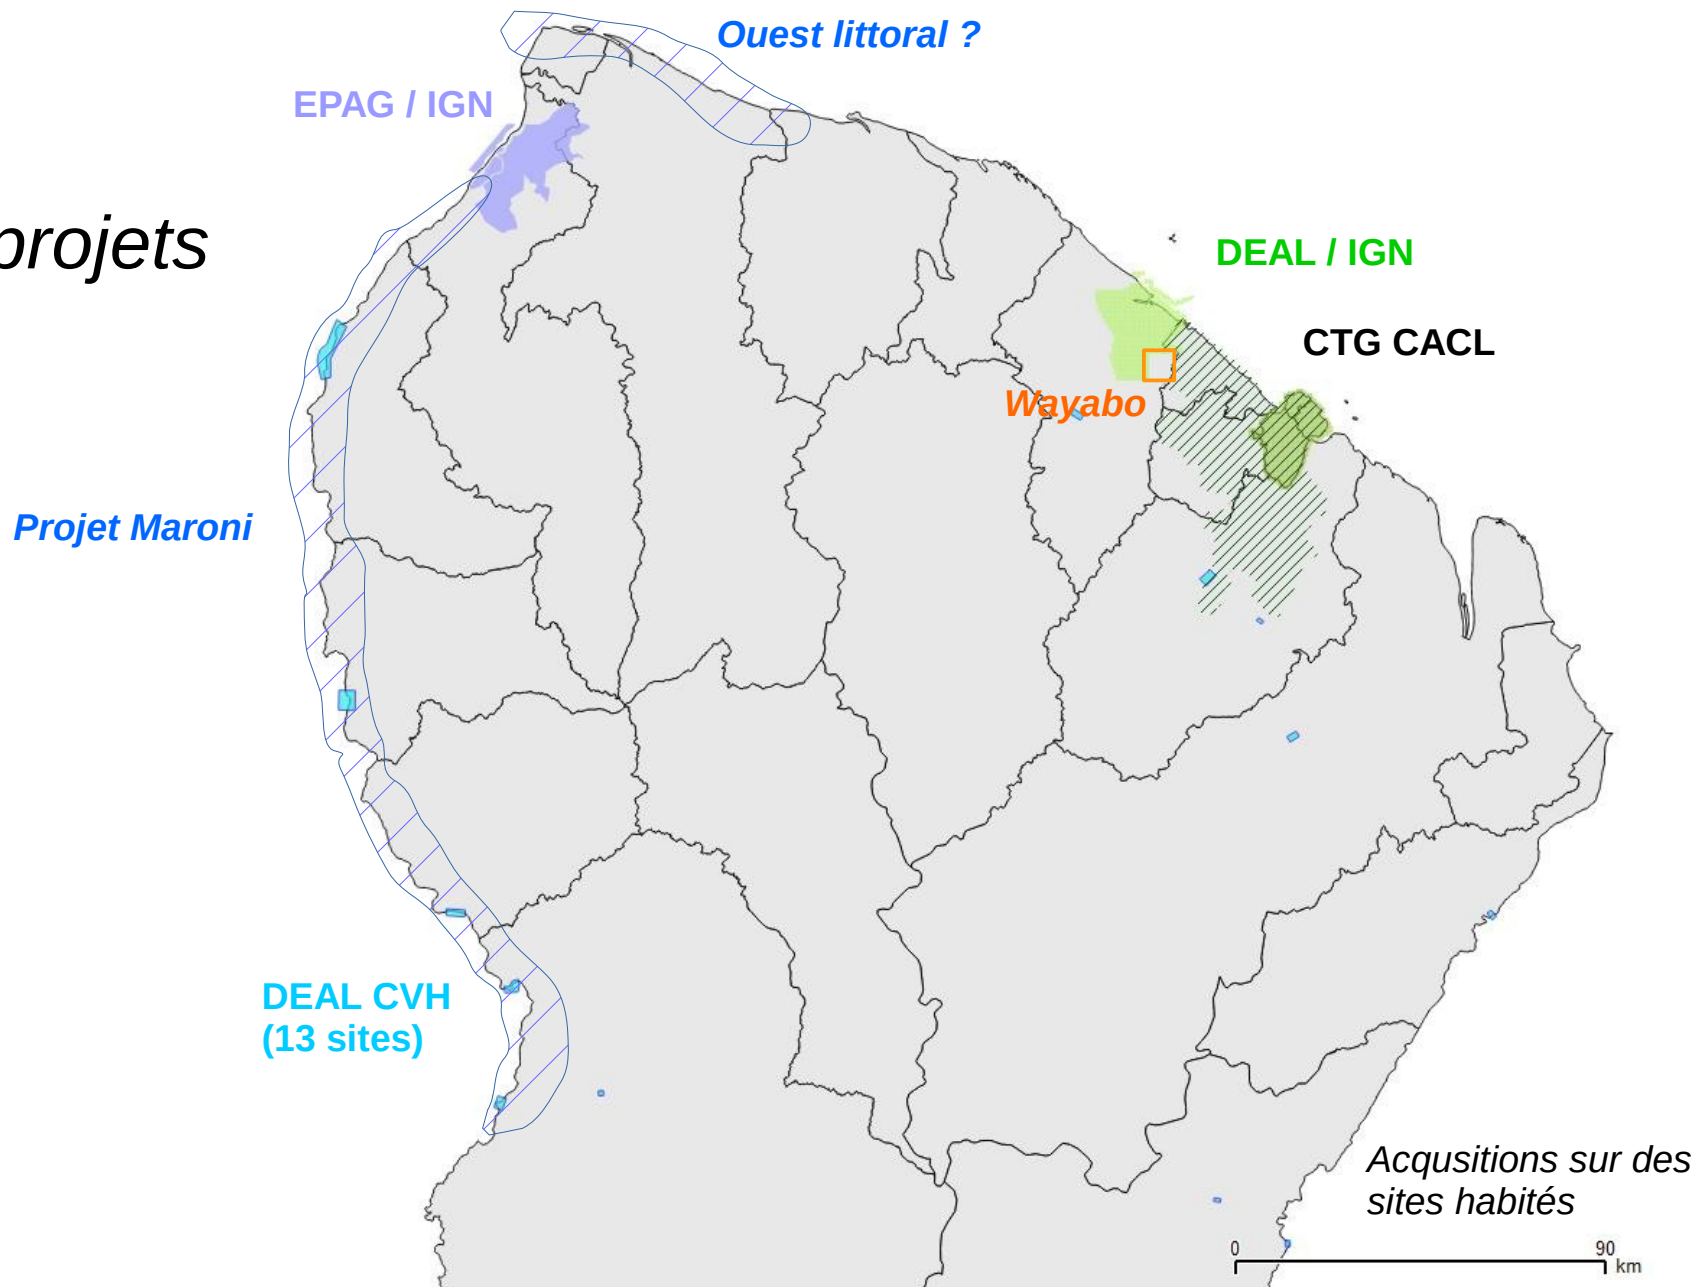 Ouest littoral ?
EPAG / IGN
projets
DEAL / IGN
CTG CACL
Wayabo
Projet Maroni
DEAL CVH
(13 sites)
Acqusitions sur des
sites habités
0 90
km